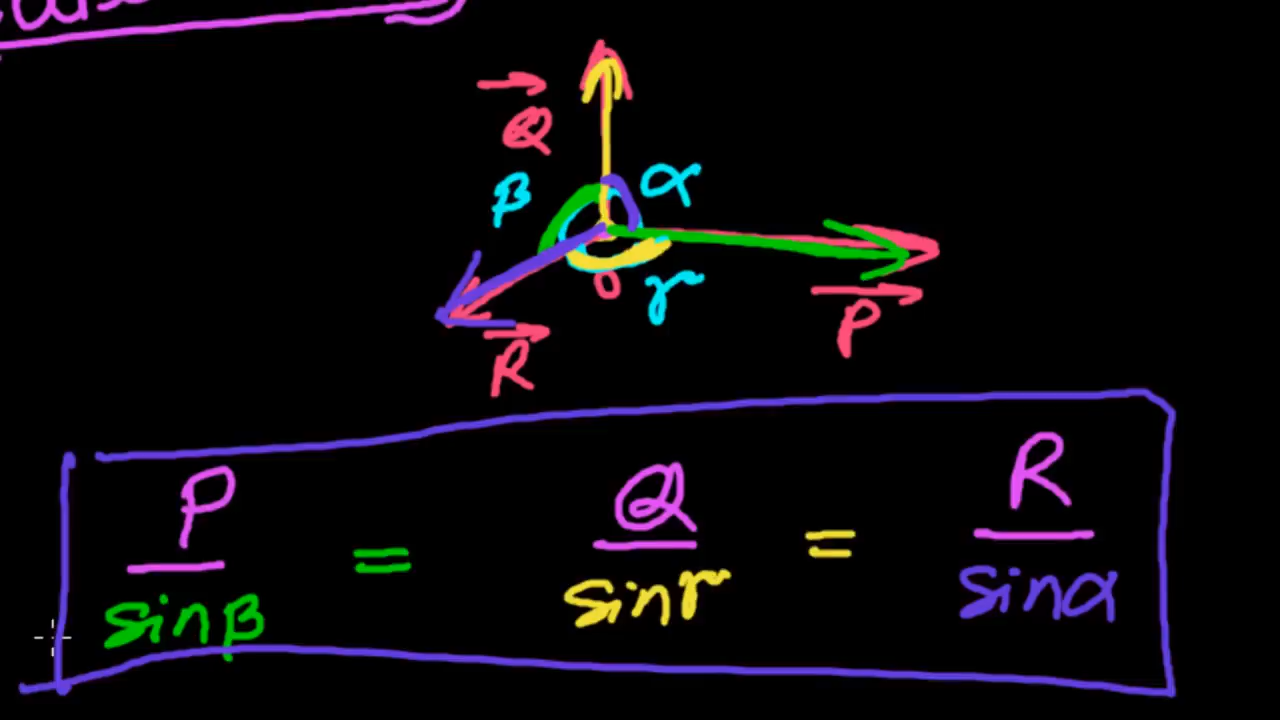 Q
β α
O γ
P
R
P/sinβ = Q/sinγ = R/sinα